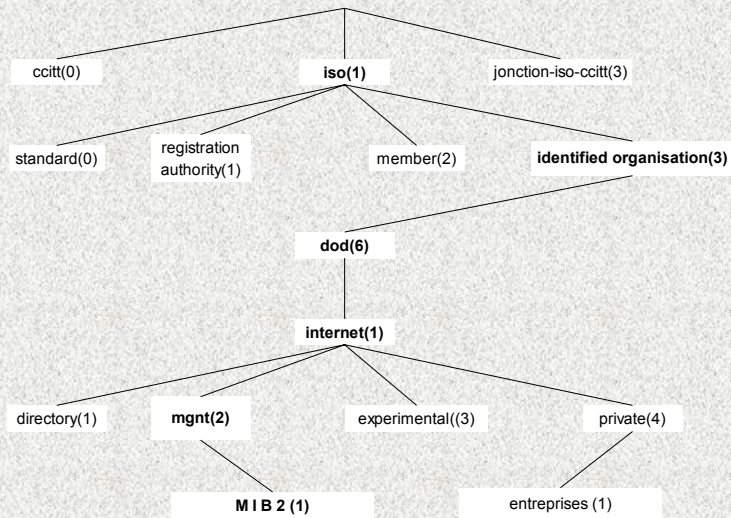 ccitt(0)
iso(1)
jonction-iso-ccitt(3)
standard(0)
registration
authority(1)
member(2)
identified organisation(3)
dod(6)
internet(1)
directory(1)
mgnt(2)
experimental((3)
private(4)
M I B 2 (1)
entreprises (1)